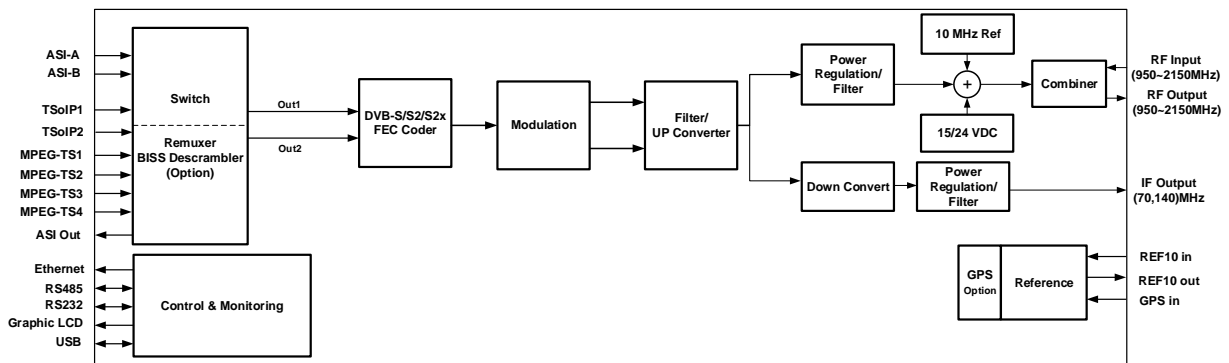 ASI-A
ASI-B
TSoIP1
TSoIP2
MPEG-TS1
MPEG-TS2
MPEG-TS3
MPEG-TS4
ASI Out
Switch
Remuxer
BISS Descrambler
(Option)
Out1
Out2
DVB-S/S2/S2x
FEC Coder
Modulation
Filter/
UP Converter
Power
Regulation/
Filter
10 MHz Ref
+
15/24 VDC
Combiner
RF Input
(950~2150MHz)
RF Output
(950~2150MHz)
Down Convert
Power
Regulation/
Filter
IF Output
(70,140)MHz
Ethernet
RS485
RS232
Graphic LCD
USB
Control & Monitoring
GPS
Option
Reference
REF10 in
REF10 out
GPS in